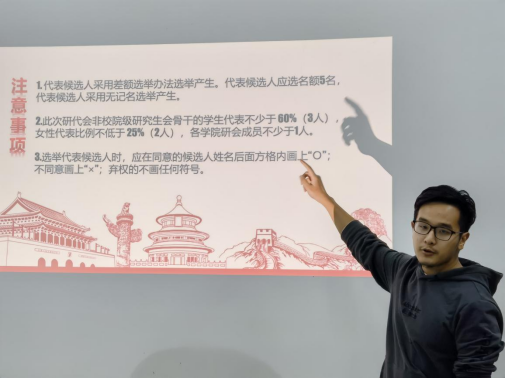 注意事项
1.代表候选人采用差额选举办法选举产生。代表候选人应选名额5名，
代表候选人采用无记名选举产生。
2.此次研代会非校院级研究生会骨干的学生代表不少于 60%（3人），
女性代表比例不低于 25%（2人），各学院研会成员不少于1人。
3.选举代表候选人时，应在同意的候选人姓名后面方格内画上“○”；
不同意画上“×”；弃权的不画任何符号。